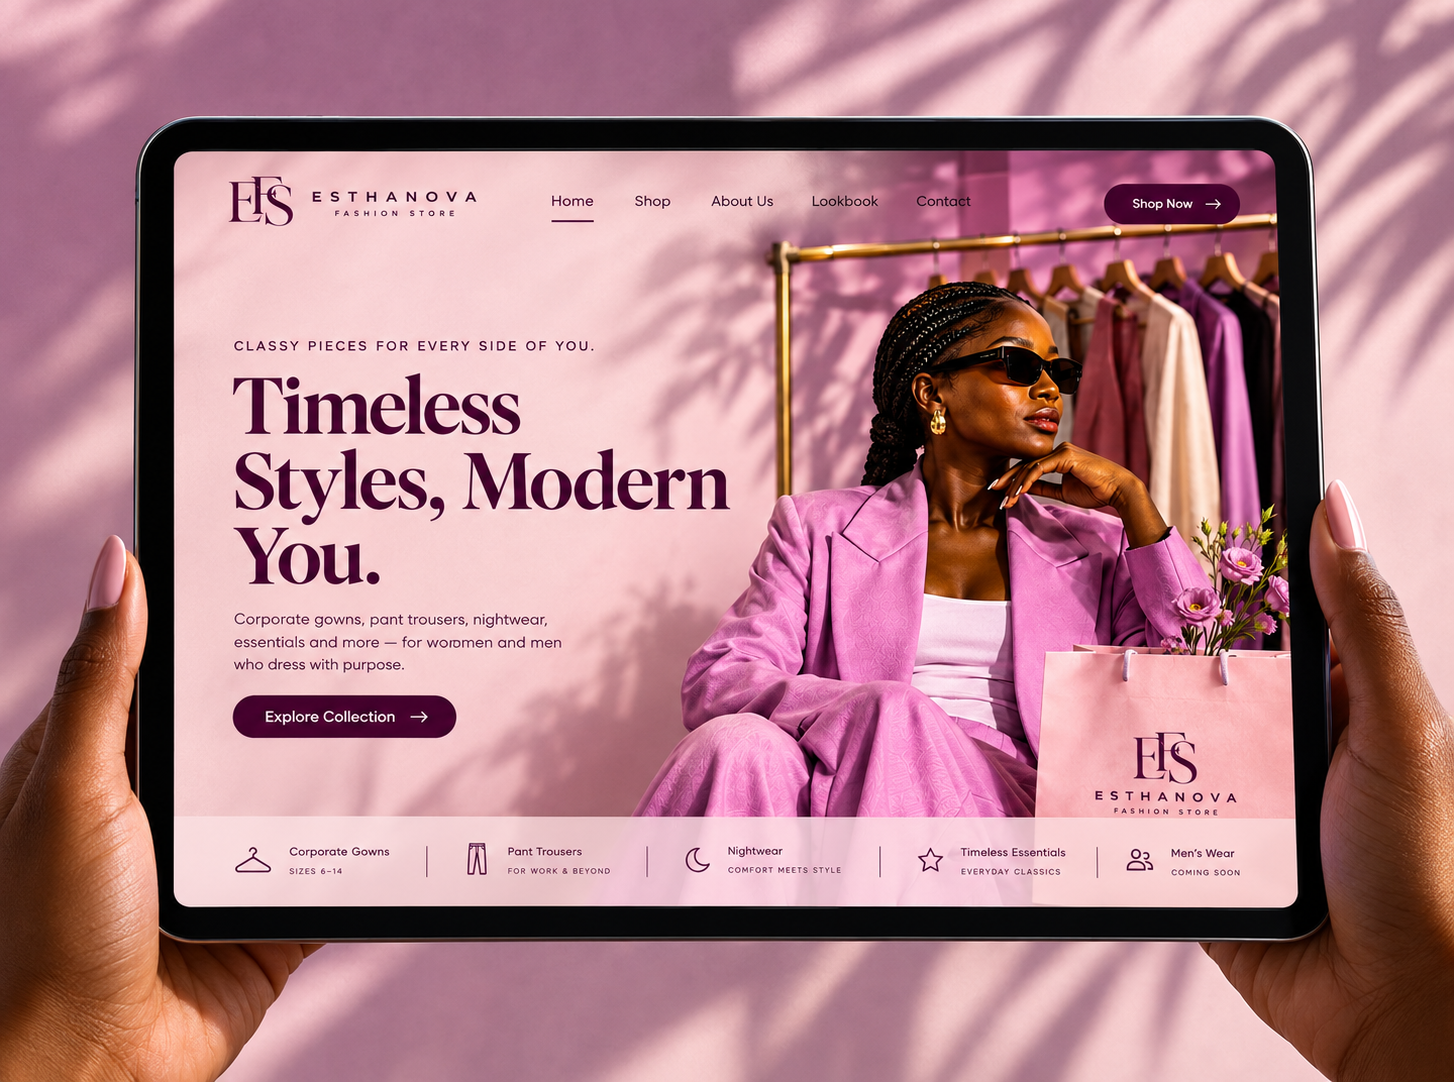 EFS ESTHANOVA
FASHION STORE
Home Shop About Us Lookbook Contact
Shop Now
CLASSY PIECES FOR EVERY SIDE OF YOU.
Timeless
Styles, Modern
You.
Corporate gowns, pant trousers, nightwear,
essentials and more — for women and men
who dress with purpose.
Explore Collection
EFS
ESTHANOVA
FASHION STORE
Corporate Gowns
SIZES 6–14
Pant Trousers
FOR WORK & BEYOND
Nightwear
COMFORT MEETS STYLE
Timeless Essentials
EVERYDAY CLASSICS
Men's Wear
COMING SOON